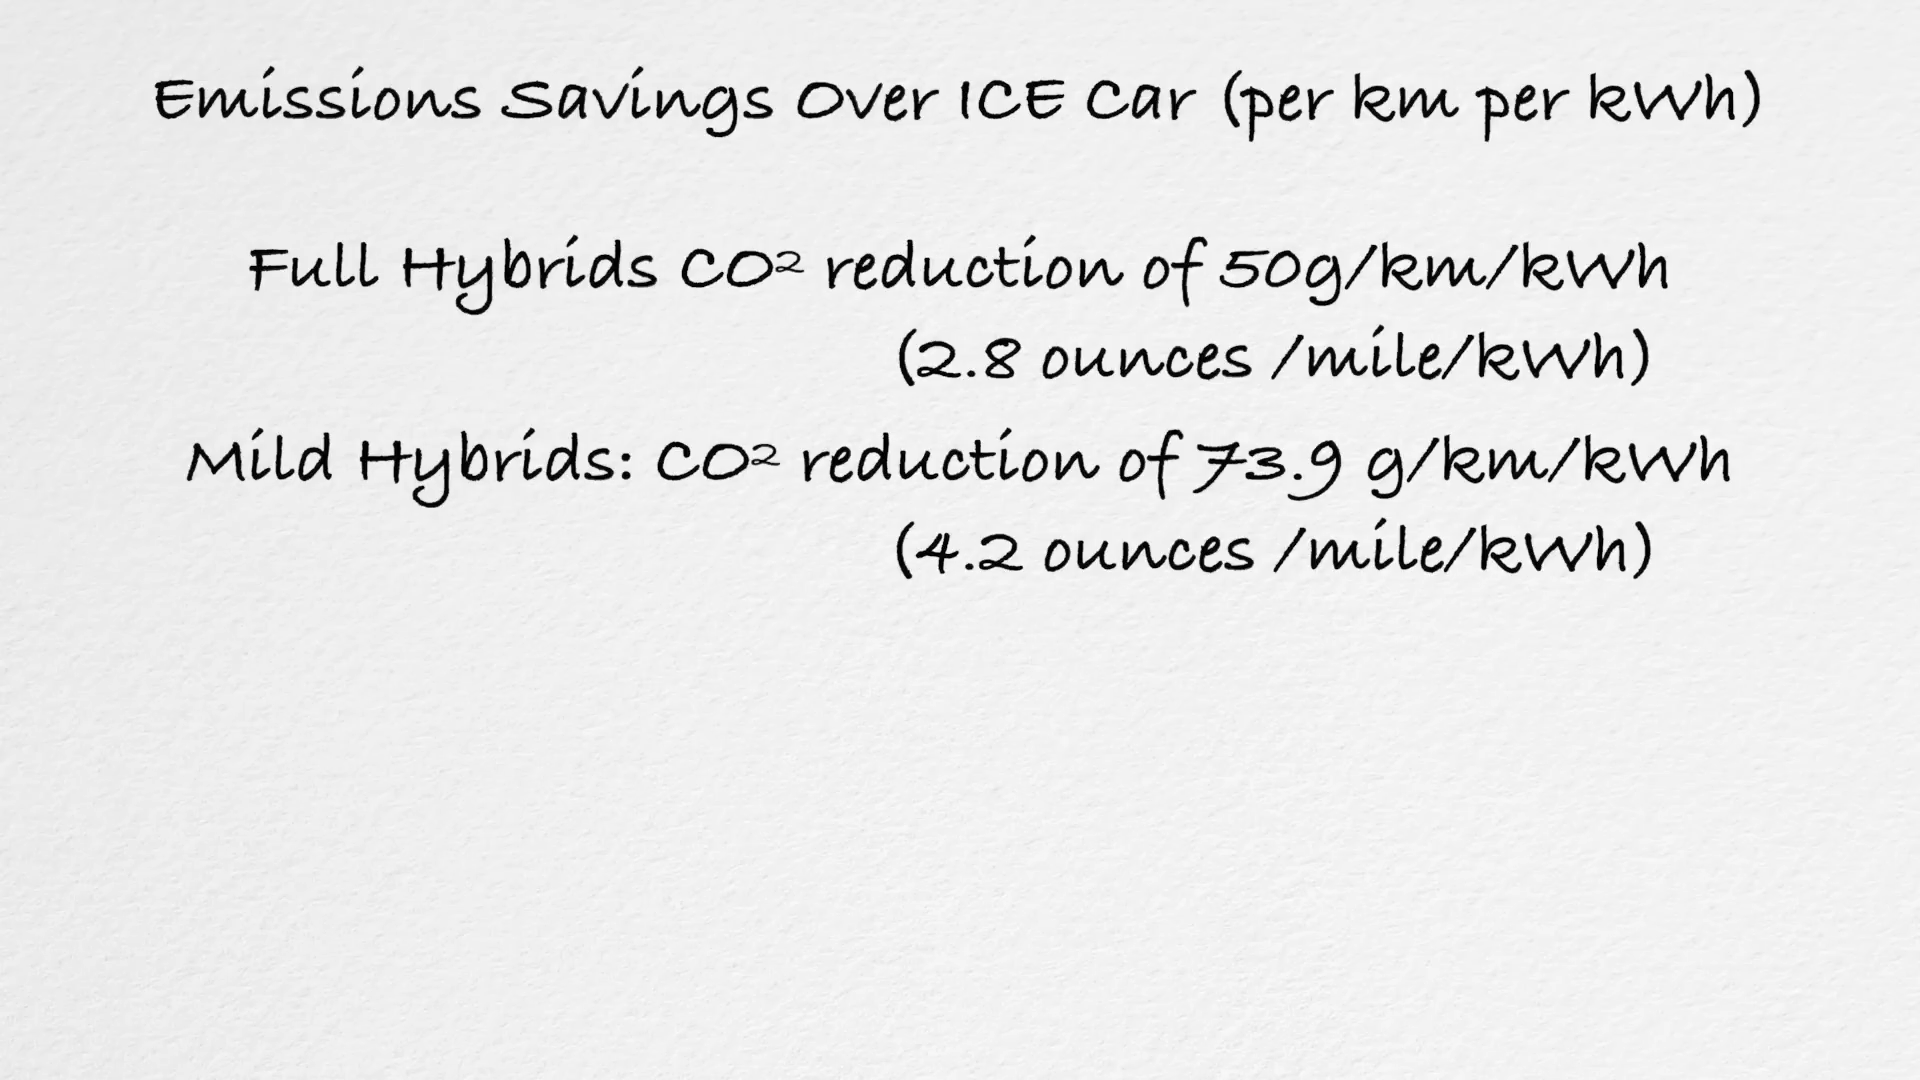 Emissions Savings Over ICE Car (per km per kWh)
Full Hybrids CO² reduction of 50g/km/kWh
(2.8 ounces /mile/kWh)
Mild Hybrids: CO² reduction of 73.9 g/km/kWh
(4.2 ounces /mile/kWh)